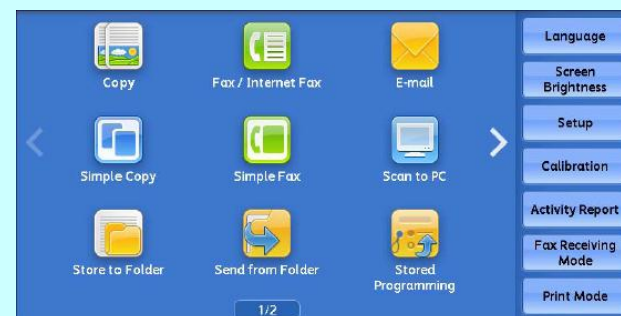 Copy
Fax / Internet Fax
E-mail
Simple Copy
Simple Fax
Scan to PC
Store to Folder
Send from Folder
Stored
Programming
1/2
Language
Screen
Brightness
Setup
Calibration
Activity Report
Fax Receiving
Mode
Print Mode